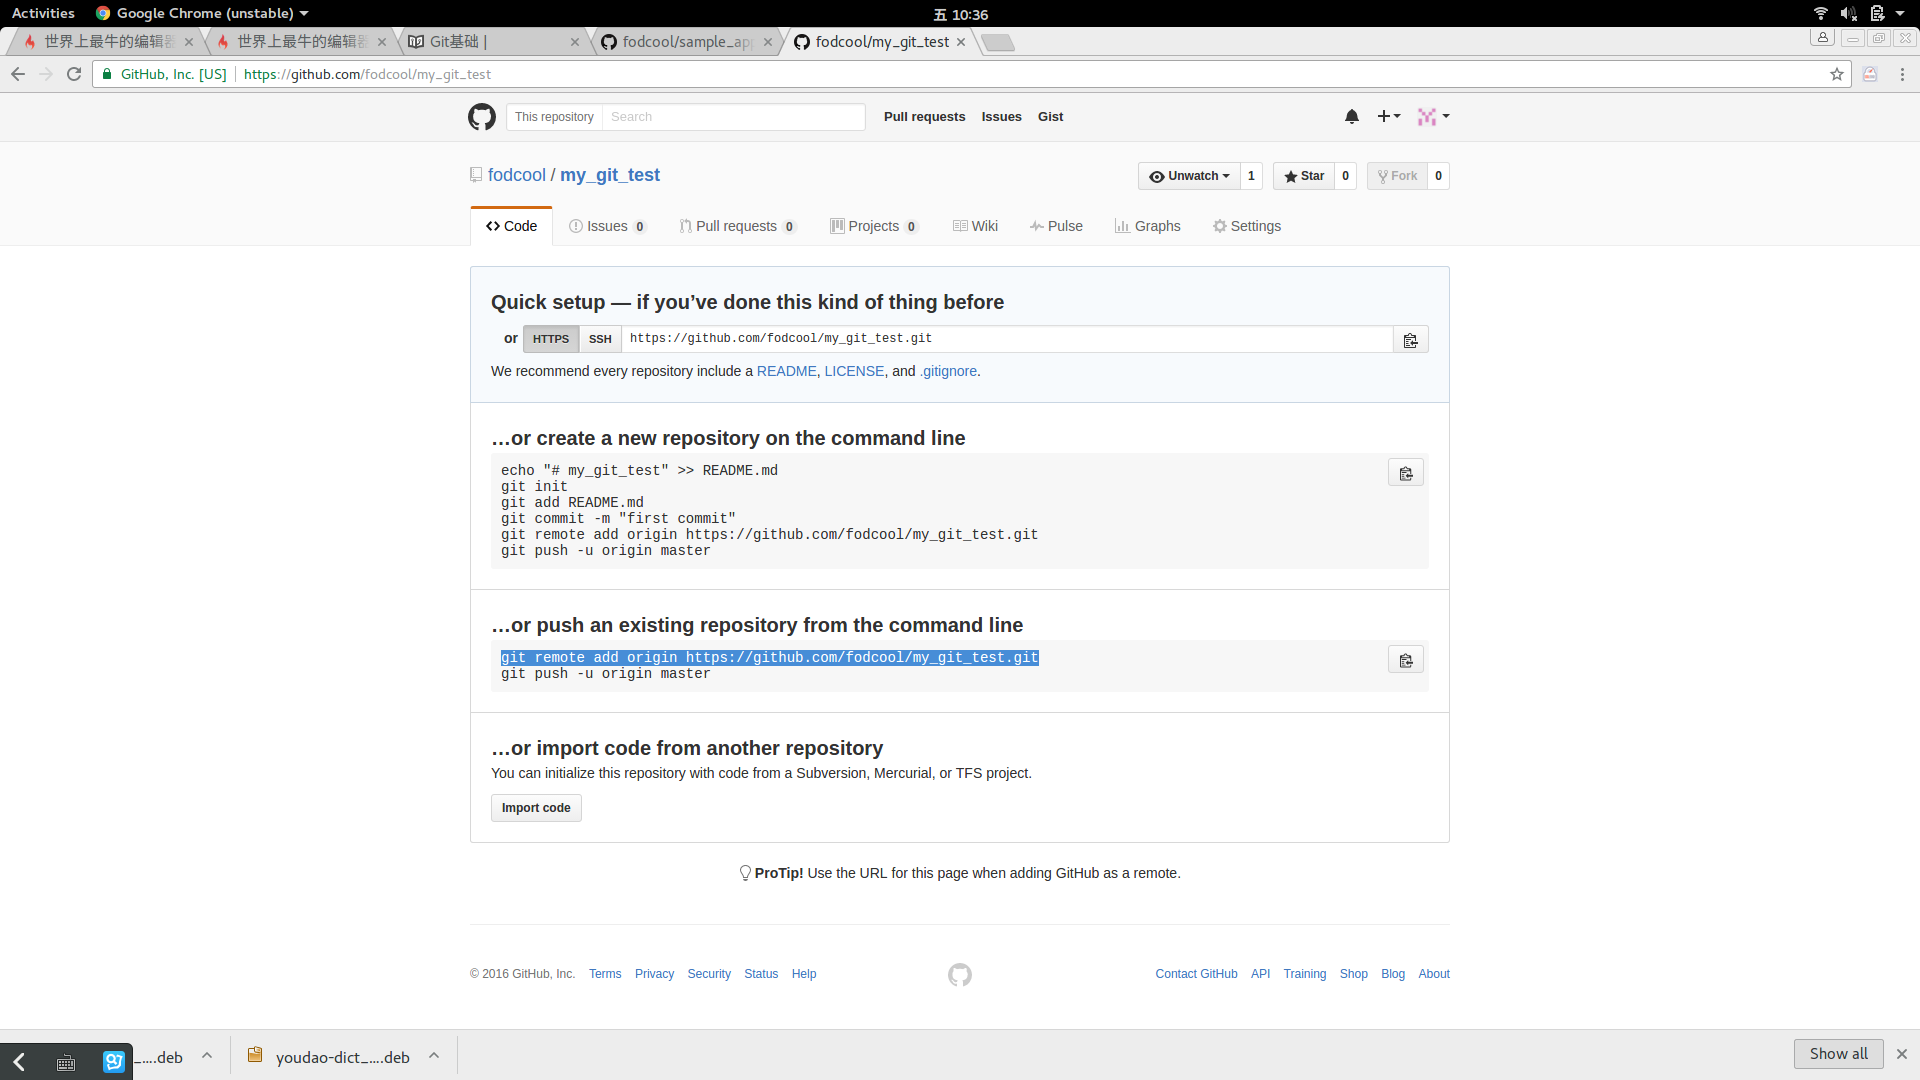 Activities Google Chrome (unstable) 五 10:36
世界上最牛的编辑器 世界上最牛的编辑器 Git基础 | fodcool/sample_app fodcool/my_git_test
GitHub, Inc. [US] https://github.com/fodcool/my_git_test
This repository Search Pull requests Issues Gist
fodcool / my_git_test Unwatch 1 Star 0 Fork 0
Code Issues 0 Pull requests 0 Projects 0 Wiki Pulse Graphs Settings
Quick setup — if you’ve done this kind of thing before
or HTTPS SSH https://github.com/fodcool/my_git_test.git
We recommend every repository include a README, LICENSE, and .gitignore.
…or create a new repository on the command line
echo "# my_git_test" >> README.md
git init
git add README.md
git commit -m "first commit"
git remote add origin https://github.com/fodcool/my_git_test.git
git push -u origin master
…or push an existing repository from the command line
git remote add origin https://github.com/fodcool/my_git_test.git
git push -u origin master
…or import code from another repository
You can initialize this repository with code from a Subversion, Mercurial, or TFS project.
Import code
ProTip! Use the URL for this page when adding GitHub as a remote.
© 2016 GitHub, Inc. Terms Privacy Security Status Help Contact GitHub API Training Shop Blog About
_....deb youdao-dict_....deb Show all